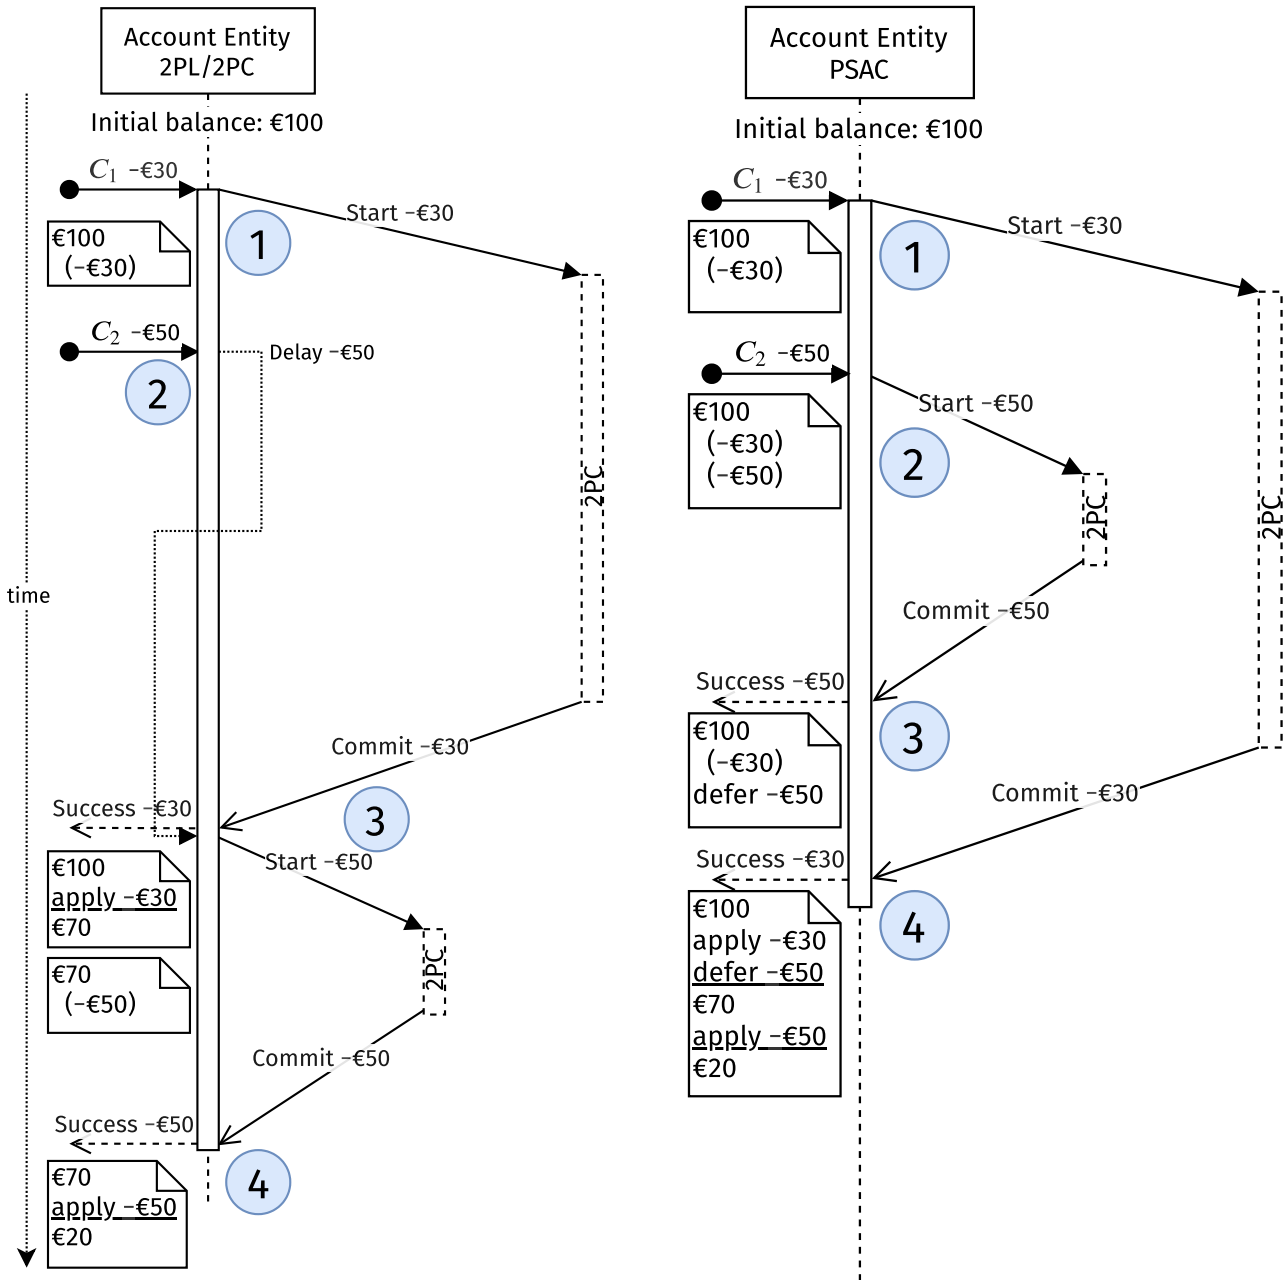 Account Entity
2PL/2PC
Initial balance: €100
C1 −€30
Start −€30
1
€100
(−€30)
C2 −€50
Delay −€50
2
2PC
time
Commit −€30
Success −€30
3
Start −€50
€100
apply −€30
€70
€70
(−€50)
2PC
Commit −€50
Success −€50
4
€70
apply −€50
€20
Account Entity
PSAC
Initial balance: €100
C1 −€30
Start −€30
1
€100
(−€30)
C2 −€50
Start −€50
2
€100
(−€30)
(−€50)
2PC
2PC
Commit −€50
Success −€50
3
€100
(−€30)
defer −€50
Commit −€30
Success −€30
4
€100
apply −€30
defer −€50
€70
apply −€50
€20